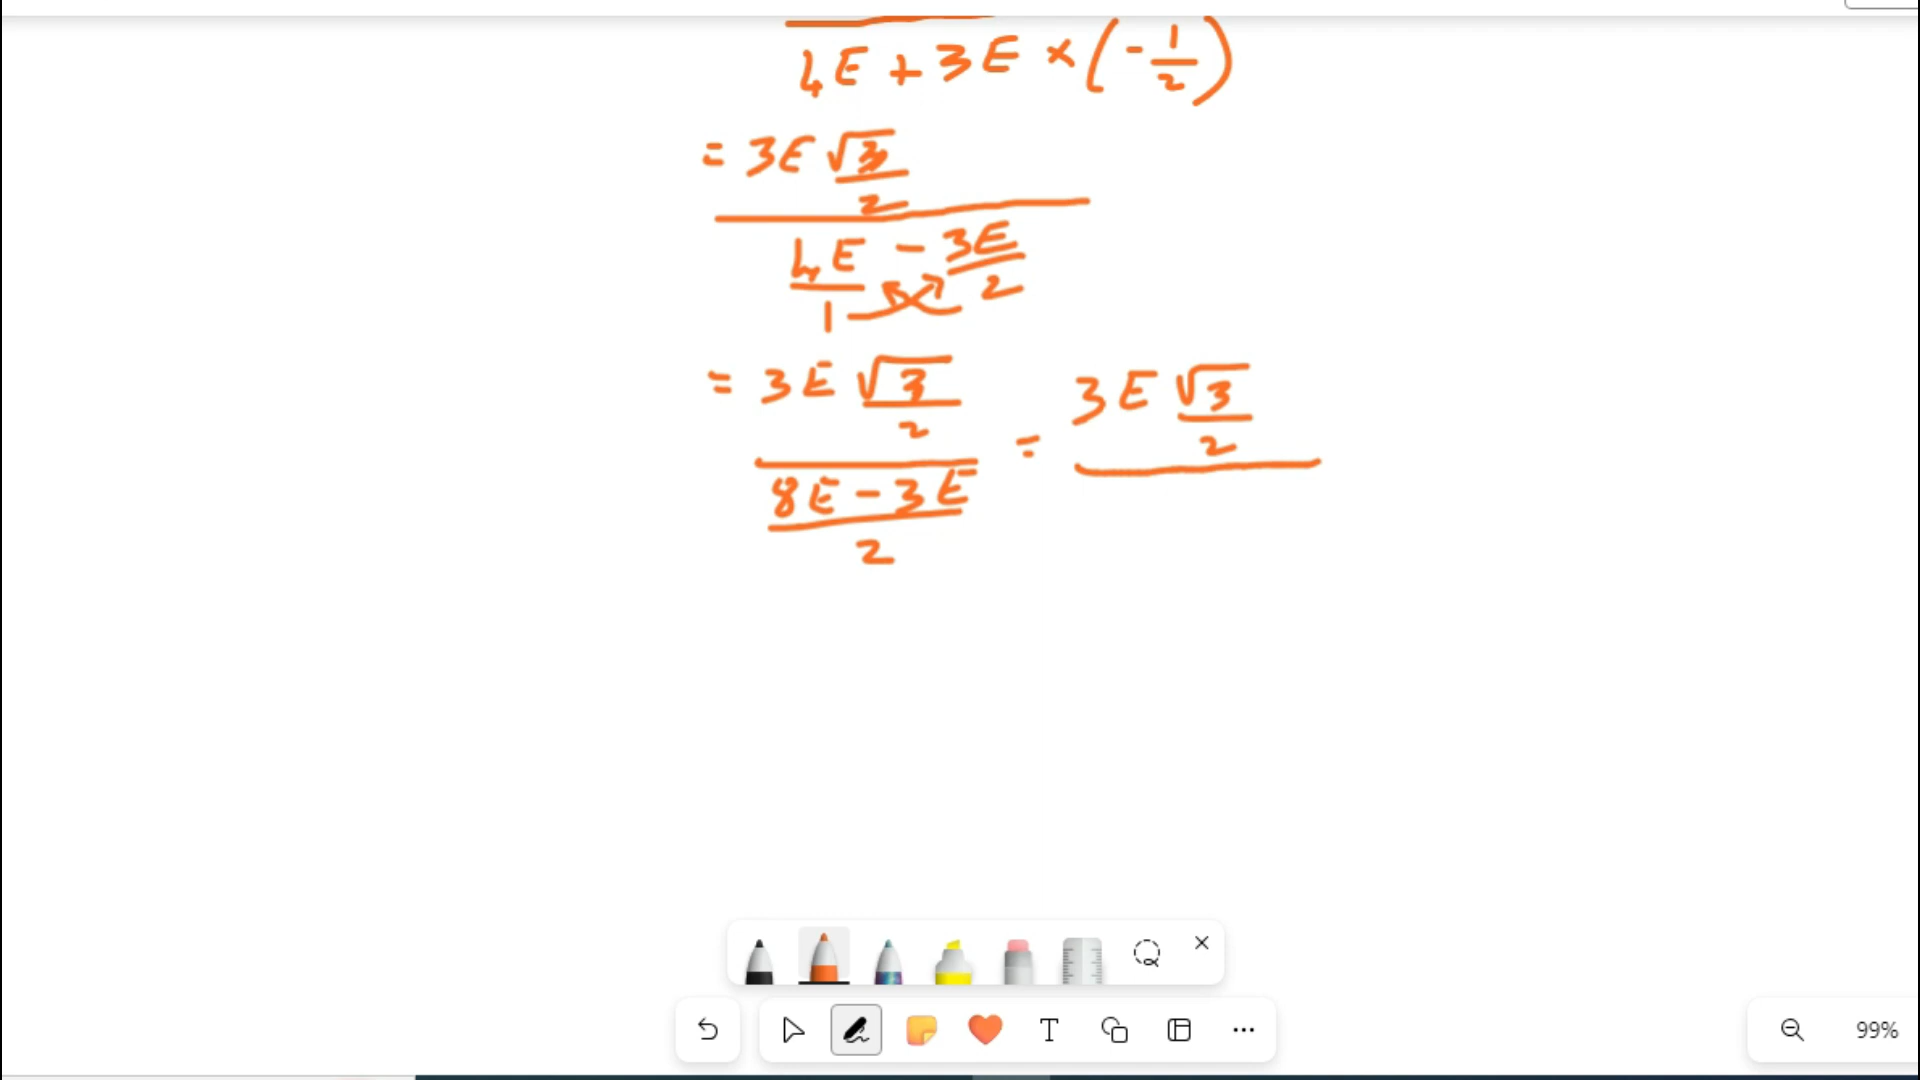 4E + 3E × (-1/2)
= 3E √3/2
4E/1 - 3E/2
= 3E √3/2 = 3E √3/2
8E - 3E
2
T
99%